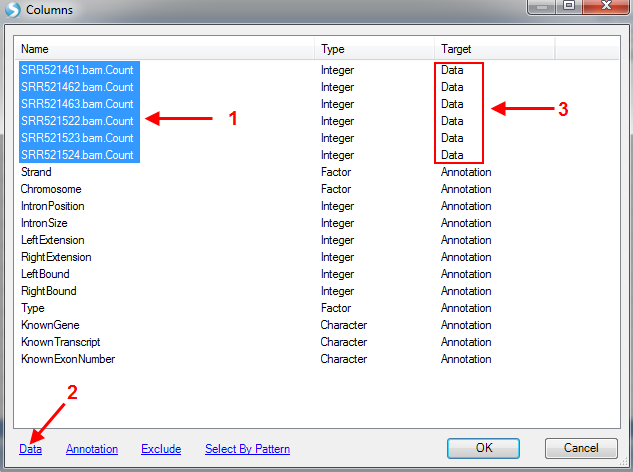 Columns
Name Type Target
SRR521461.bam.Count Integer Data
SRR521462.bam.Count Integer Data
SRR521463.bam.Count Integer Data
SRR521522.bam.Count Integer Data
SRR521523.bam.Count Integer Data
SRR521524.bam.Count Integer Data
1
3
Strand Factor Annotation
Chromosome Factor Annotation
IntronPosition Integer Annotation
IntronSize Integer Annotation
LeftExtension Integer Annotation
RightExtension Integer Annotation
LeftBound Integer Annotation
RightBound Integer Annotation
Type Factor Annotation
KnownGene Character Annotation
KnownTranscript Character Annotation
KnownExonNumber Character Annotation
2
Data Annotation Exclude Select By Pattern OK Cancel